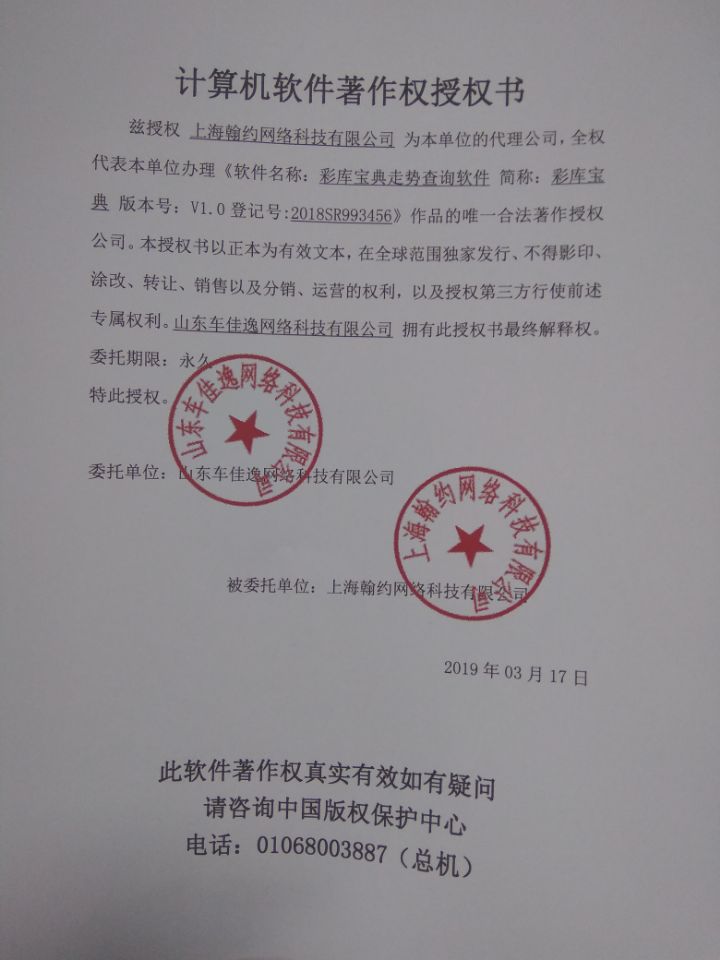 计算机软件著作权授权书
兹授权 上海翰约网络科技有限公司 为本单位的代理公司，全权
代表本单位办理《软件名称：彩库宝典走势查询软件 简称：彩库宝
典 版本号：V1.0 登记号:2018SR993456》作品的唯一合法著作授权
公司。本授权书以正本为有效文本，在全球范围独家发行、不得影印、
涂改、转让、销售以及分销、运营的权利，以及授权第三方行使前述
专属权利。山东车佳逸网络科技有限公司 拥有此授权书最终解释权。
委托期限：永久
特此授权。
山东车佳逸网络科技有限公司
委托单位：山东车佳逸网络科技有限公司
上海翰约网络科技有限公司
被委托单位：上海翰约网络科技有限公司
2019 年 03 月 17 日
此软件著作权真实有效如有疑问
请咨询中国版权保护中心
电话：01068003887（总机）